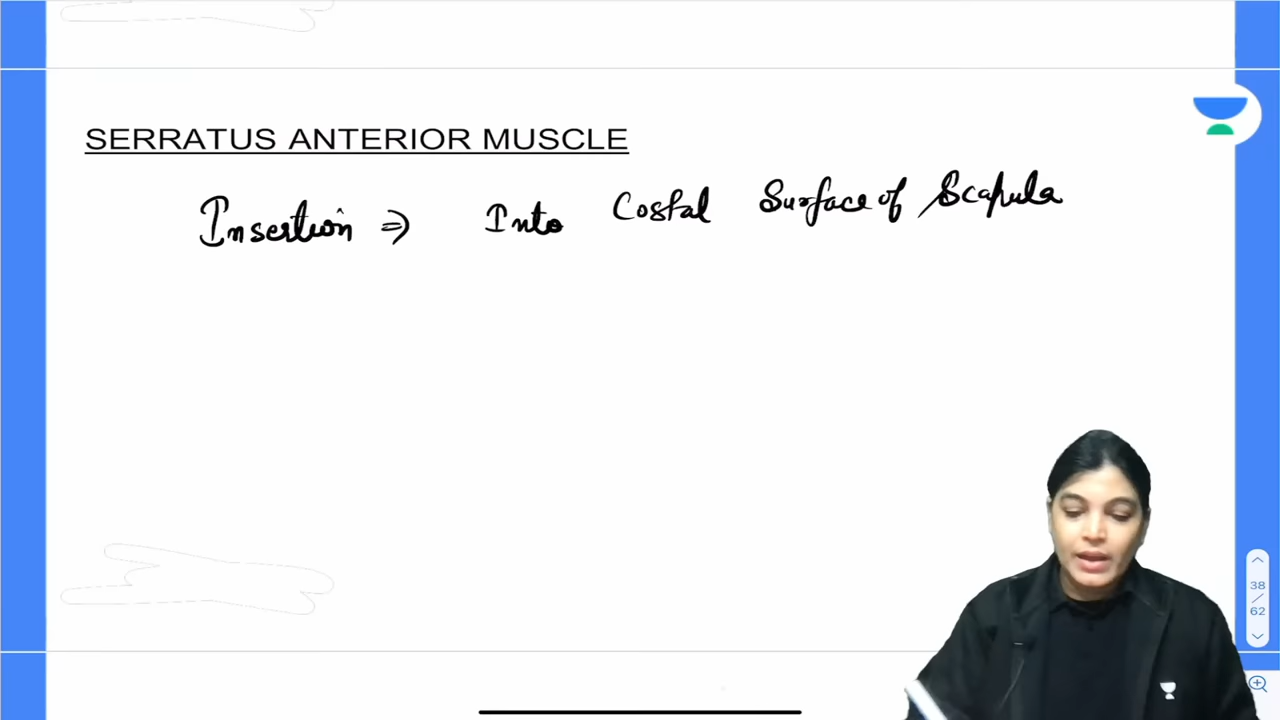 SERRATUS ANTERIOR MUSCLE
Insertion ⇒ Into Costal Surface of Scapula
38
/
62